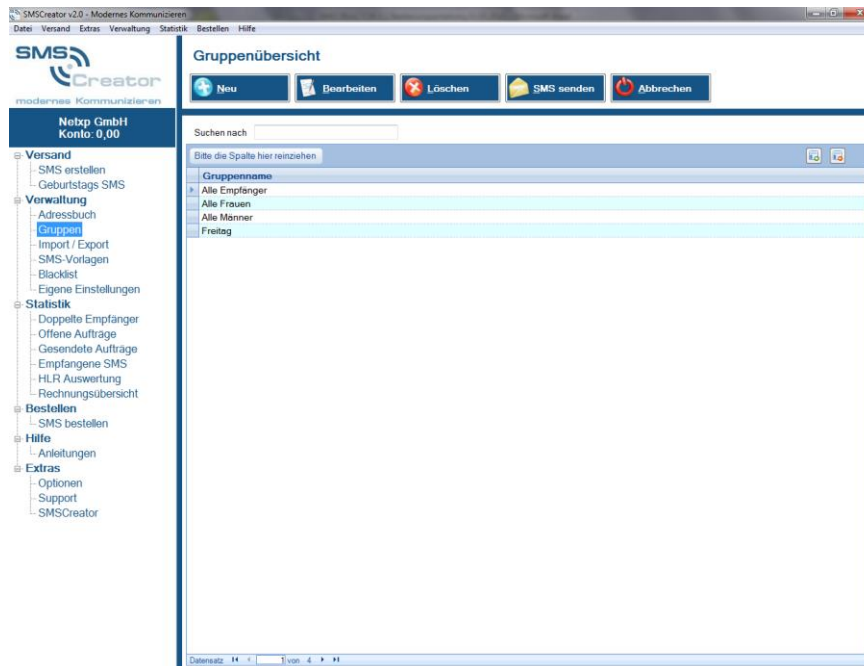 SMSCreator v2.0 - Modernes Kommunizieren
Datei Versand Extras Verwaltung Statistik Bestellen Hilfe
SMS
Creator
modernes Kommunizieren
Netxp GmbH
Konto: 0,00
Versand
SMS erstellen
Geburtstags SMS
Verwaltung
Adressbuch
Gruppen
Import / Export
SMS-Vorlagen
Blacklist
Eigene Einstellungen
Statistik
Doppelte Empfänger
Offene Aufträge
Gesendete Aufträge
Empfangene SMS
HLR Auswertung
Rechnungsübersicht
Bestellen
SMS bestellen
Hilfe
Anleitungen
Extras
Optionen
Support
SMSCreator
Gruppenübersicht
Neu Bearbeiten Löschen SMS senden Abbrechen
Suchen nach
Bitte die Spalte hier reinziehen
Gruppenname
Alle Empfänger
Alle Frauen
Alle Männer
Freitag
Datensatz 1 von 4